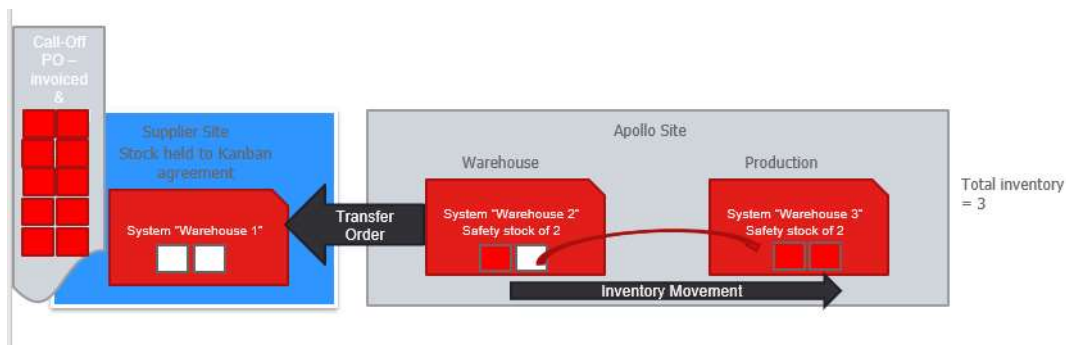 Call-Off
PO –
invoiced
&
Supplier Site
Stock held to Kanban
agreement
System "Warehouse 1"
Transfer
Order
Apollo Site
Warehouse
Production
System "Warehouse 2"
Safety stock of 2
System "Warehouse 3"
Safety stock of 2
Inventory Movement
Total inventory
= 3